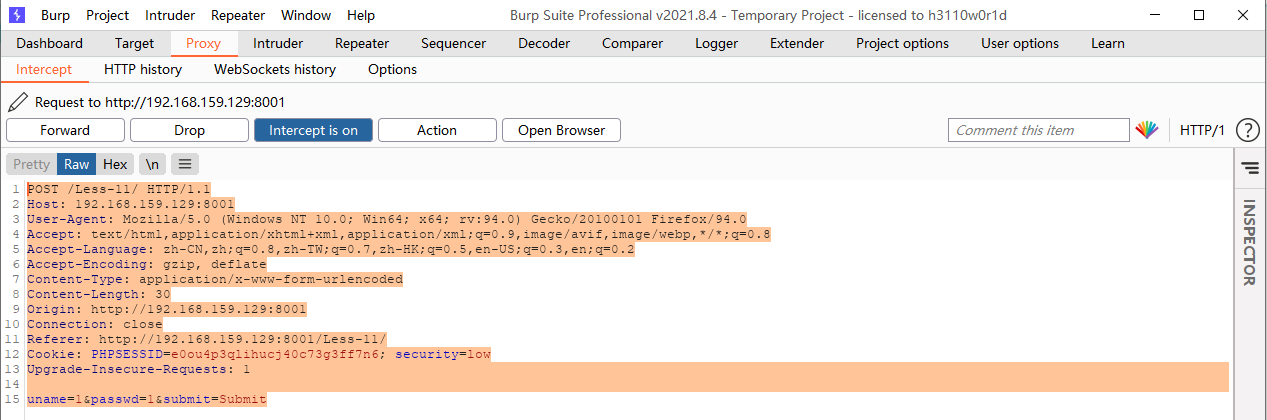 Burp Project Intruder Repeater Window Help Burp Suite Professional v2021.8.4 - Temporary Project - licensed to h3110w0r1d
Dashboard Target Proxy Intruder Repeater Sequencer Decoder Comparer Logger Extender Project options User options Learn
Intercept HTTP history WebSockets history Options
Request to http://192.168.159.129:8001
Forward Drop Intercept is on Action Open Browser Comment this item HTTP/1 ?
Pretty Raw Hex \n
1 POST /Less-11/ HTTP/1.1
2 Host: 192.168.159.129:8001
3 User-Agent: Mozilla/5.0 (Windows NT 10.0; Win64; x64; rv:94.0) Gecko/20100101 Firefox/94.0
4 Accept: text/html,application/xhtml+xml,application/xml;q=0.9,image/avif,image/webp,*/*;q=0.8
5 Accept-Language: zh-CN,zh;q=0.8,zh-TW;q=0.7,zh-HK;q=0.5,en-US;q=0.3,en;q=0.2
6 Accept-Encoding: gzip, deflate
7 Content-Type: application/x-www-form-urlencoded
8 Content-Length: 30
9 Origin: http://192.168.159.129:8001
10 Connection: close
11 Referer: http://192.168.159.129:8001/Less-11/
12 Cookie: PHPSESSID=e0ou4p3qlihucj40c73g3ff7n6; security=low
13 Upgrade-Insecure-Requests: 1
14
15 uname=1&passwd=1&submit=Submit
INSPECTOR